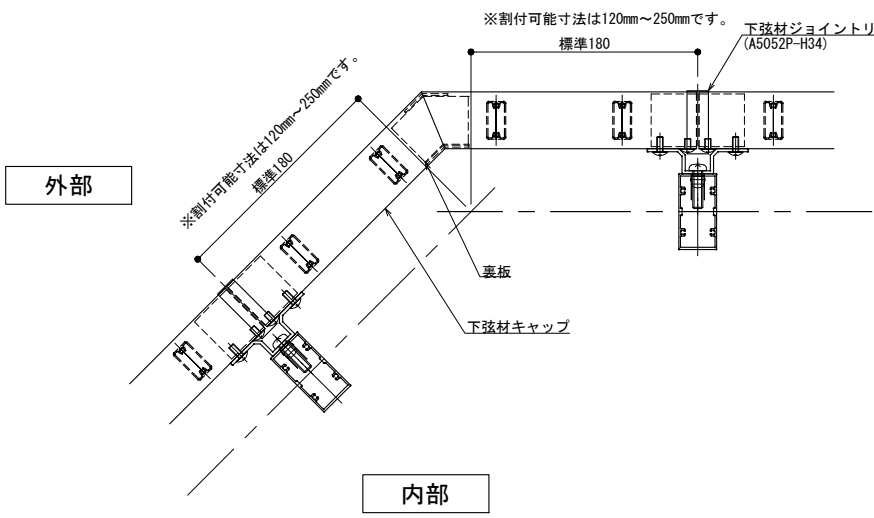 ※割付可能寸法は120mm～250mmです。
標準180
下弦材ジョイントリ
(A5052P-H34)
※割付可能寸法は120mm～250mmです。
標準180
外部
裏板
下弦材キャップ
内部